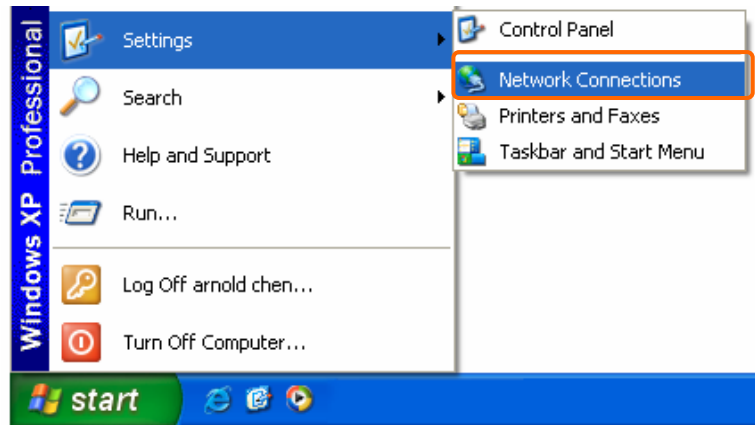 Windows XP Professional
Settings
Search
Help and Support
Run...
Log Off arnold chen...
Turn Off Computer...
Control Panel
Network Connections
Printers and Faxes
Taskbar and Start Menu
start